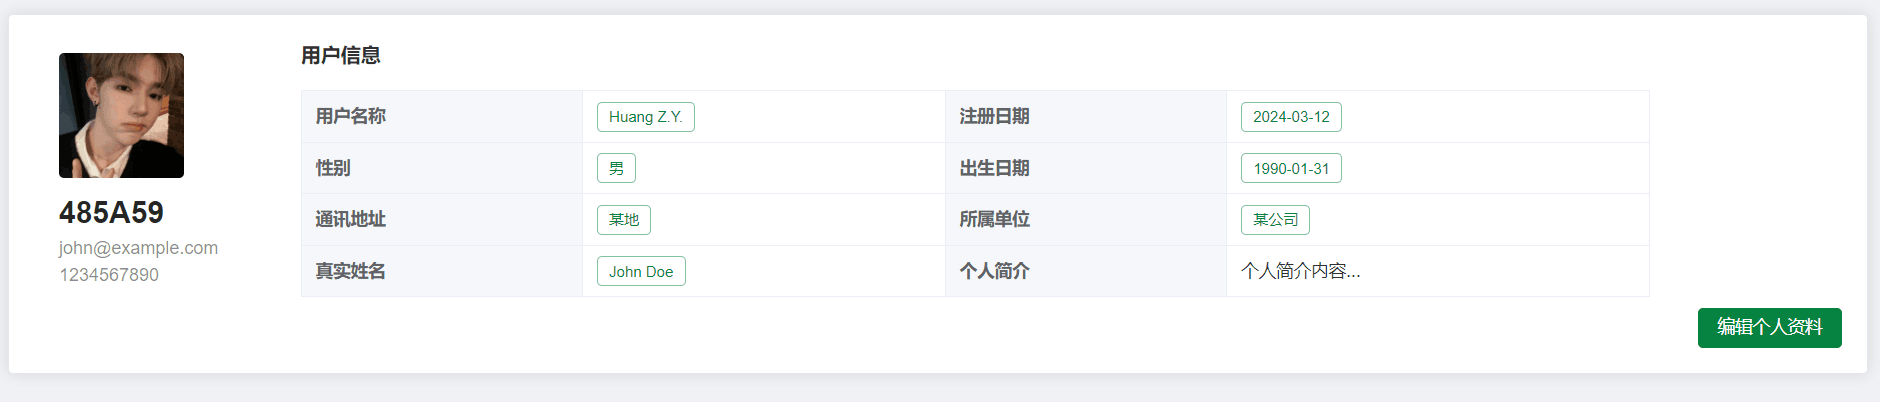 用户信息
485A59
john@example.com
1234567890
用户名称 Huang Z.Y. 注册日期 2024-03-12
性别 男 出生日期 1990-01-31
通讯地址 某地 所属单位 某公司
真实姓名 John Doe 个人简介 个人简介内容...
编辑个人资料